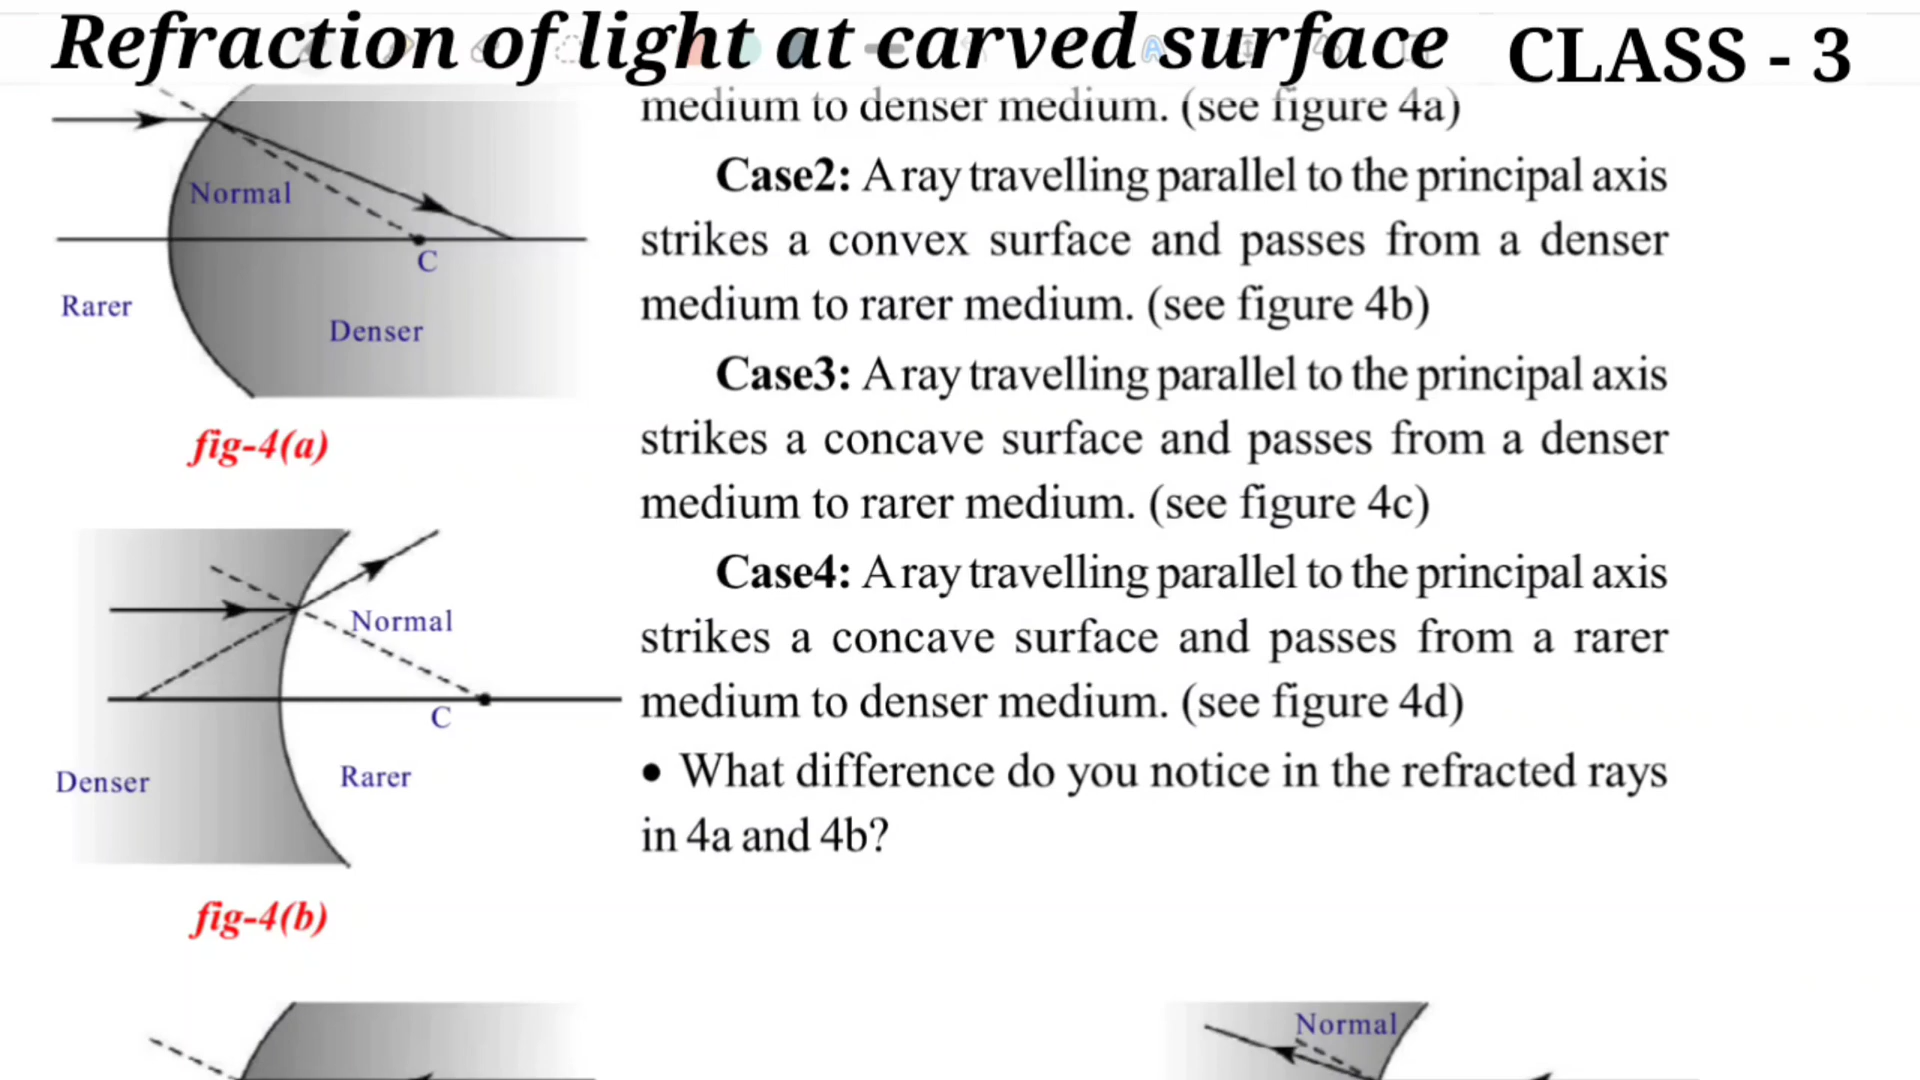 Refraction of light at carved surface CLASS - 3
medium to denser medium. (see figure 4a)
Normal
C
Rarer
Denser
fig-4(a)
Case2: A ray travelling parallel to the principal axis
strikes a convex surface and passes from a denser
medium to rarer medium. (see figure 4b)
Case3: A ray travelling parallel to the principal axis
strikes a concave surface and passes from a denser
medium to rarer medium. (see figure 4c)
Case4: A ray travelling parallel to the principal axis
strikes a concave surface and passes from a rarer
medium to denser medium. (see figure 4d)
• What difference do you notice in the refracted rays
in 4a and 4b?
Normal
C
Denser
Rarer
fig-4(b)
Normal